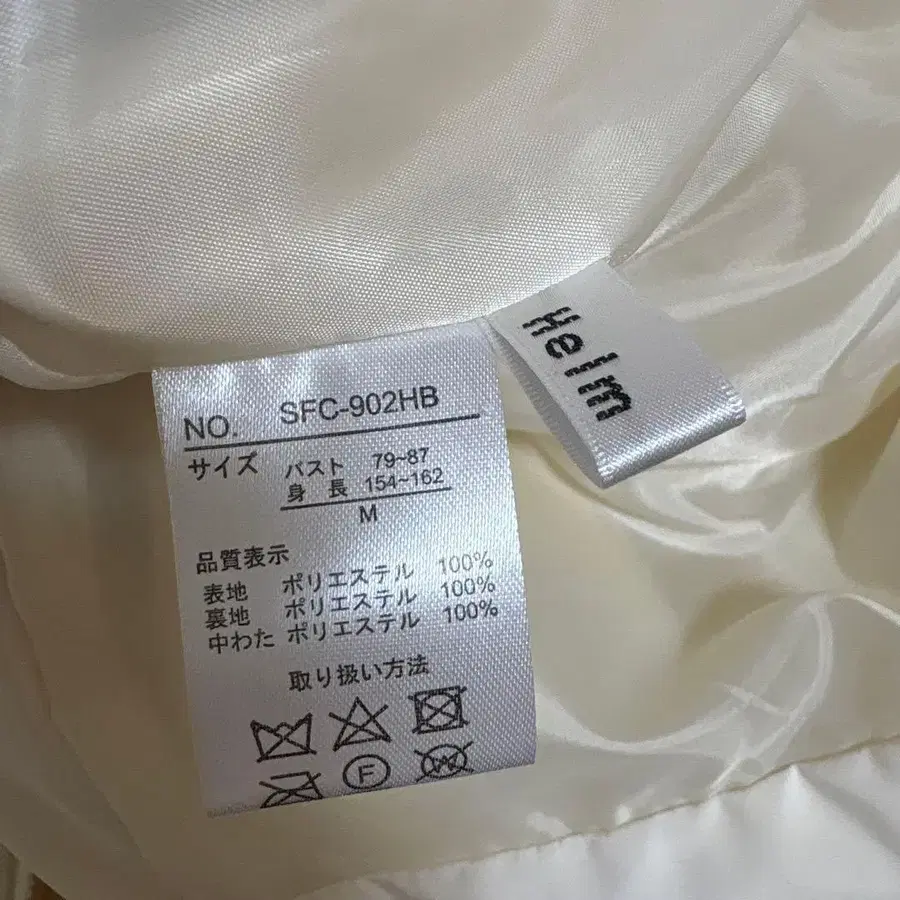 Helm
NO. SFC-902HB
サイズ バスト 79~87
身長 154~162
M
品質表示
表地 ポリエステル 100%
裏地 ポリエステル 100%
中わた ポリエステル 100%
取り扱い方法
F
W